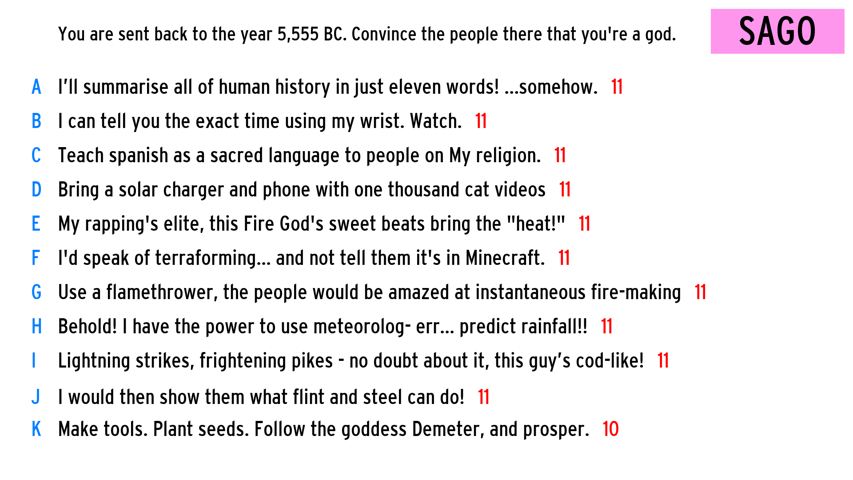 You are sent back to the year 5,555 BC. Convince the people there that you're a god.
SAGO
A I'll summarise all of human history in just eleven words! ...somehow. 11
B I can tell you the exact time using my wrist. Watch. 11
C Teach spanish as a sacred language to people on My religion. 11
D Bring a solar charger and phone with one thousand cat videos 11
E My rapping's elite, this Fire God's sweet beats bring the "heat!" 11
F I'd speak of terraforming... and not tell them it's in Minecraft. 11
G Use a flamethrower, the people would be amazed at instantaneous fire-making 11
H Behold! I have the power to use meteorolog- err... predict rainfall!! 11
I Lightning strikes, frightening pikes - no doubt about it, this guy's cod-like! 11
J I would then show them what flint and steel can do! 11
K Make tools. Plant seeds. Follow the goddess Demeter, and prosper. 10